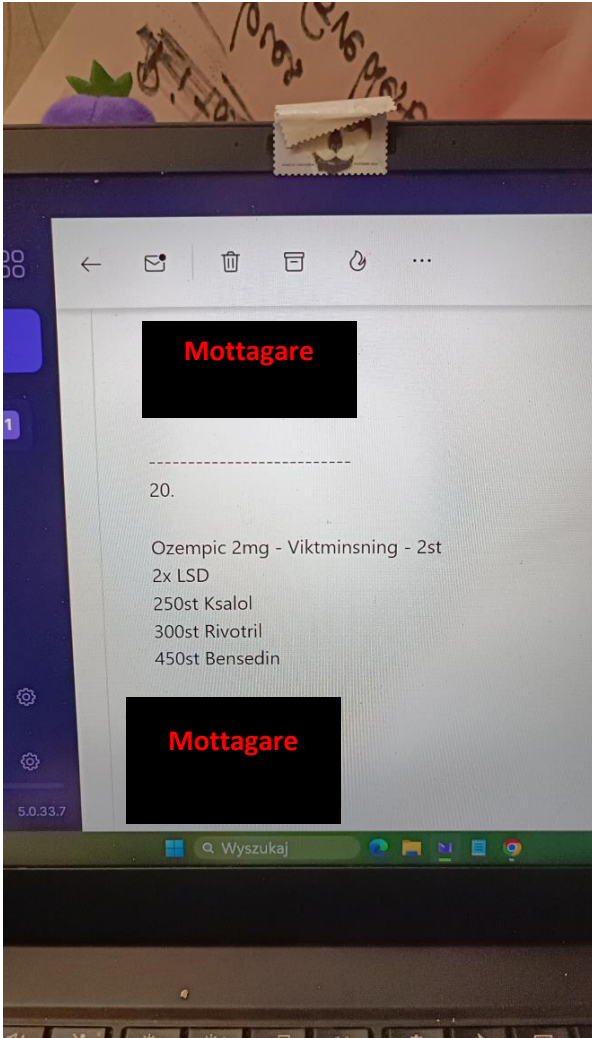 Mottagare
---------------------------
20.
Ozempic 2mg - Viktminsning - 2st
2x LSD
250st Ksalol
300st Rivotril
450st Bensedin
Mottagare
1
5.0.33.7
Wyszukaj